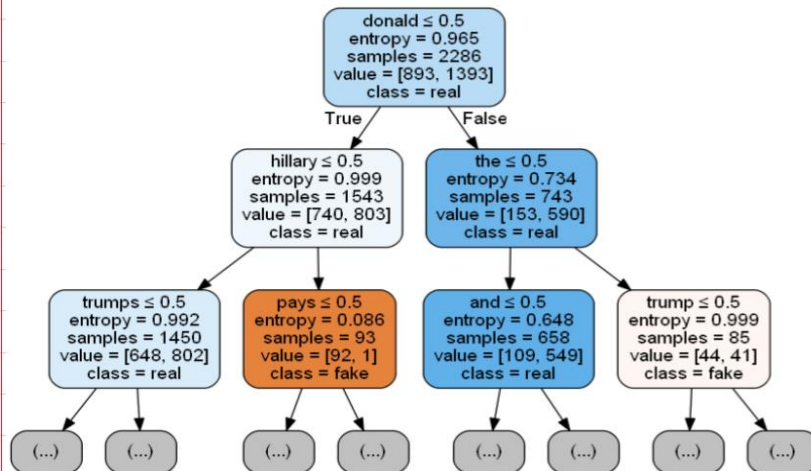 donald ≤ 0.5
entropy = 0.965
samples = 2286
value = [893, 1393]
class = real
True
False
hillary ≤ 0.5
entropy = 0.999
samples = 1543
value = [740, 803]
class = real
the ≤ 0.5
entropy = 0.734
samples = 743
value = [153, 590]
class = real
trumps ≤ 0.5
entropy = 0.992
samples = 1450
value = [648, 802]
class = real
pays ≤ 0.5
entropy = 0.086
samples = 93
value = [92, 1]
class = fake
and ≤ 0.5
entropy = 0.648
samples = 658
value = [109, 549]
class = real
trump ≤ 0.5
entropy = 0.999
samples = 85
value = [44, 41]
class = fake
(...)
(...)
(...)
(...)
(...)
(...)
(...)
(...)